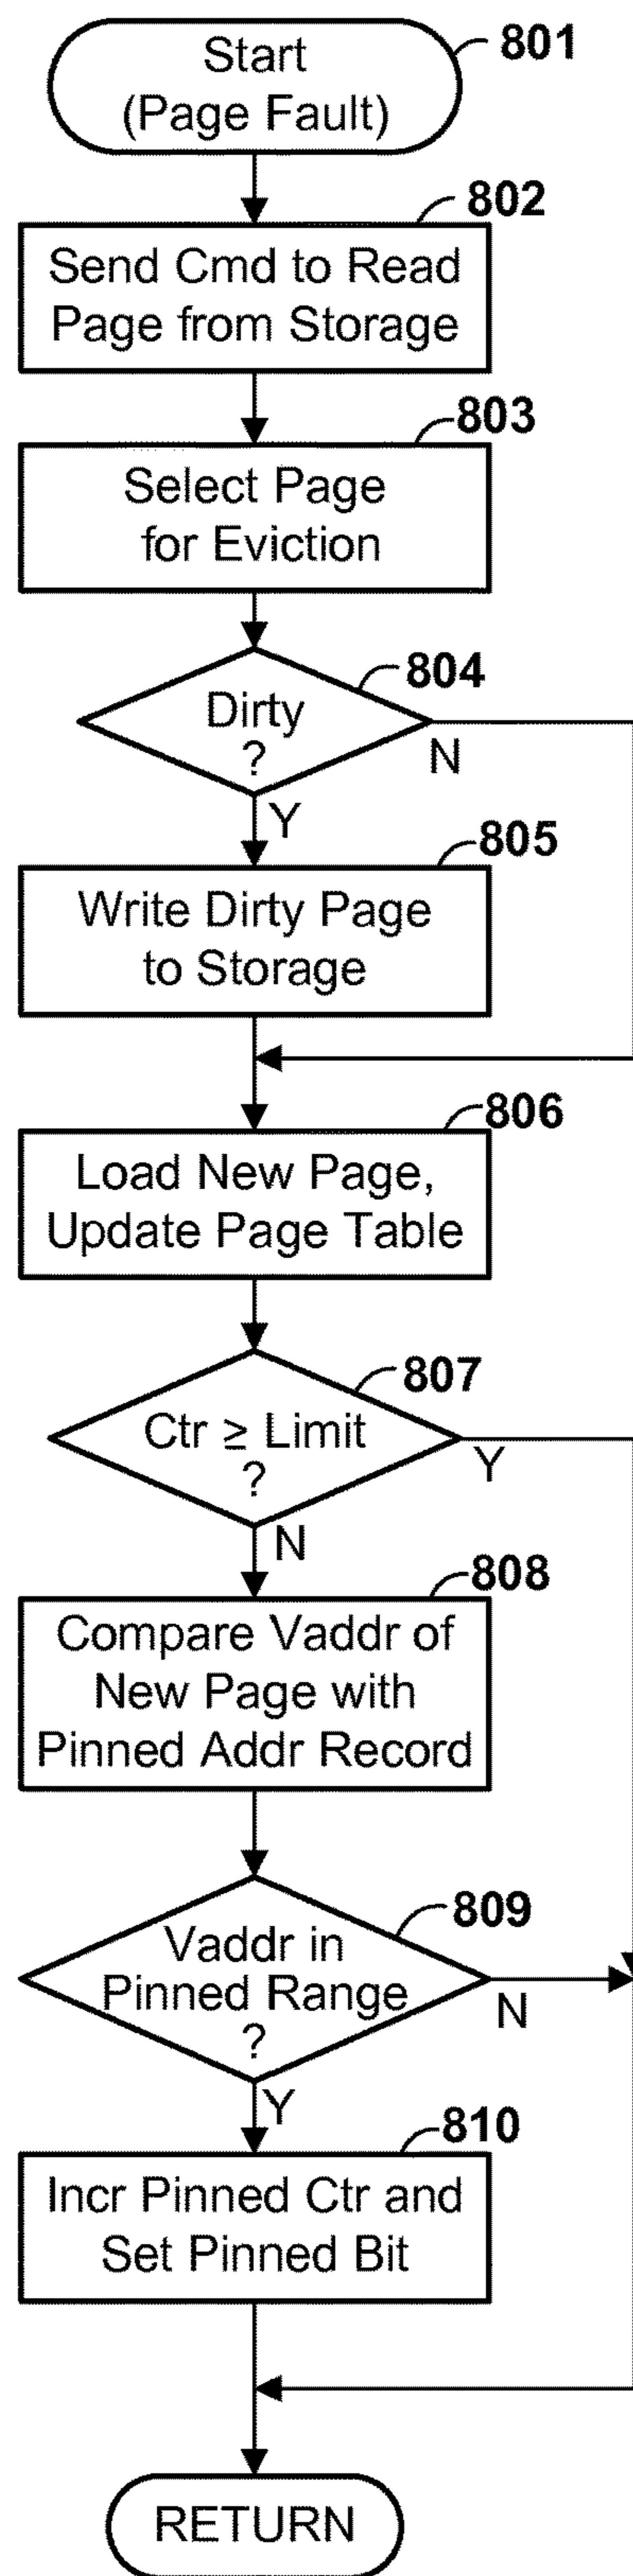 Start
(Page Fault)
801
802
Send Cmd to Read
Page from Storage
803
Select Page
for Eviction
804
Dirty
?
N
Y
805
Write Dirty Page
to Storage
806
Load New Page,
Update Page Table
807
Ctr ≥ Limit
?
Y
N
808
Compare Vaddr of
New Page with
Pinned Addr Record
809
Vaddr in
Pinned Range
?
N
Y
810
Incr Pinned Ctr and
Set Pinned Bit
RETURN